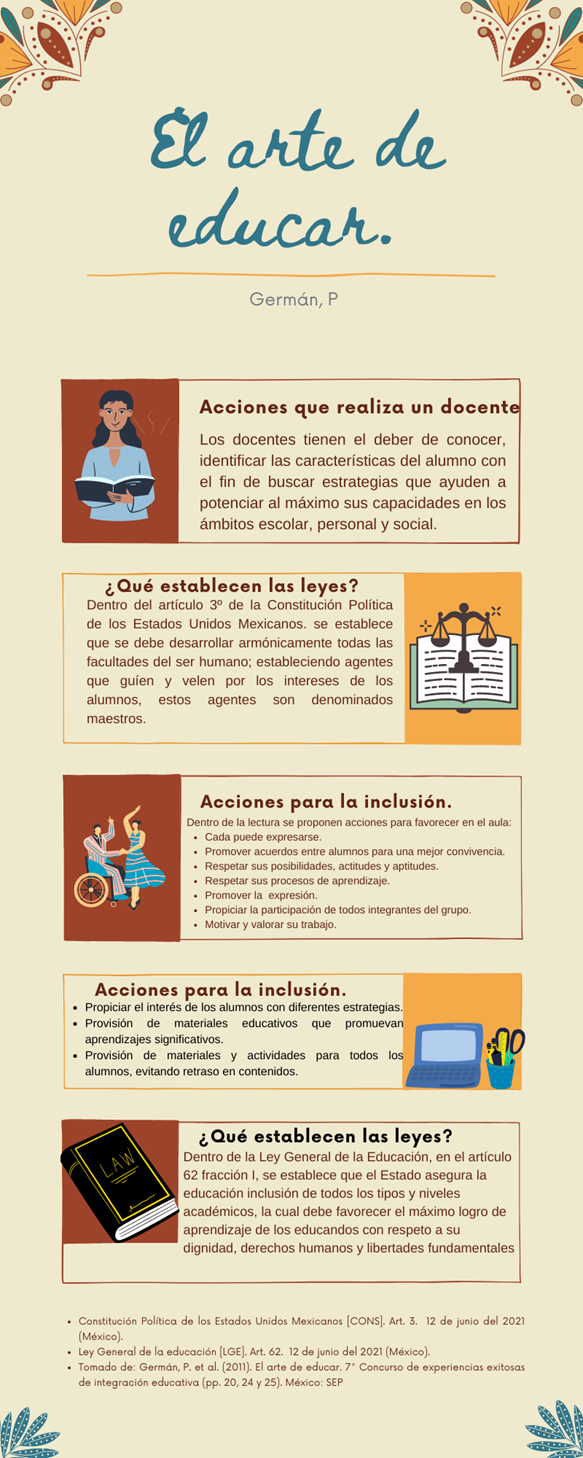 El arte de
educar.
Germán, P
Acciones que realiza un docente
Los docentes tienen el deber de conocer,
identificar las características del alumno con
el fin de buscar estrategias que ayuden a
potenciar al máximo sus capacidades en los
ámbitos escolar, personal y social.
¿Qué establecen las leyes?
Dentro del artículo 3º de la Constitución Política
de los Estados Unidos Mexicanos. se establece
que se debe desarrollar armónicamente todas las
facultades del ser humano; estableciendo agentes
que guíen y velen por los intereses de los
alumnos, estos agentes son denominados
maestros.
Acciones para la inclusión.
Dentro de la lectura se proponen acciones para favorecer en el aula:
• Cada puede expresarse.
• Promover acuerdos entre alumnos para una mejor convivencia.
• Respetar sus posibilidades, actitudes y aptitudes.
• Respetar sus procesos de aprendizaje.
• Promover la expresión.
• Propiciar la participación de todos integrantes del grupo.
• Motivar y valorar su trabajo.
Acciones para la inclusión.
• Propiciar el interés de los alumnos con diferentes estrategias.
• Provisión de materiales educativos que promuevan
aprendizajes significativos.
• Provisión de materiales y actividades para todos los
alumnos, evitando retraso en contenidos.
LAW
¿Qué establecen las leyes?
Dentro de la Ley General de la Educación, en el artículo
62 fracción I, se establece que el Estado asegura la
educación inclusión de todos los tipos y niveles
académicos, la cual debe favorecer el máximo logro de
aprendizaje de los educandos con respeto a su
dignidad, derechos humanos y libertades fundamentales
• Constitución Política de los Estados Unidos Mexicanos [CONS]. Art. 3. 12 de junio del 2021
(México).
• Ley General de la educación [LGE]. Art. 62. 12 de junio del 2021 (México).
• Tomado de: Germán, P. et al. (2011). El arte de educar. 7° Concurso de experiencias exitosas
de integración educativa (pp. 20, 24 y 25). México: SEP